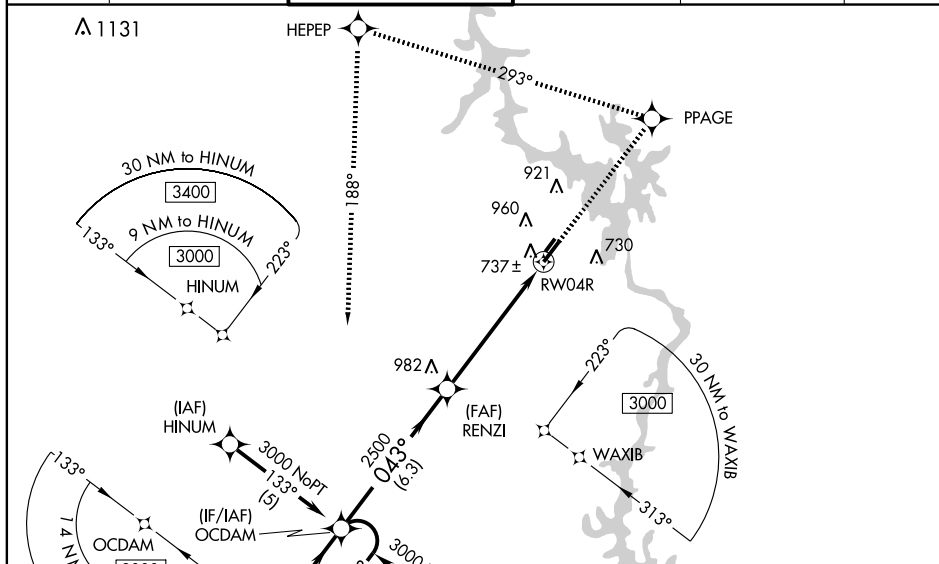 1131
HEPEP
293°
PPAGE
30 NM to HINUM
3400
9 NM to HINUM
3000
133°
223°
HINUM
188°
921
960
737±
730
RW04R
982
(FAF)
RENZI
223°
3000
30 NM to WAXIB
WAXIB
313°
(IAF)
HINUM
3000 NoPT
133°
(5)
2500
043°
(6.3)
(IF/IAF)
OCDAM
133°
14 NM
OCDAM
3000